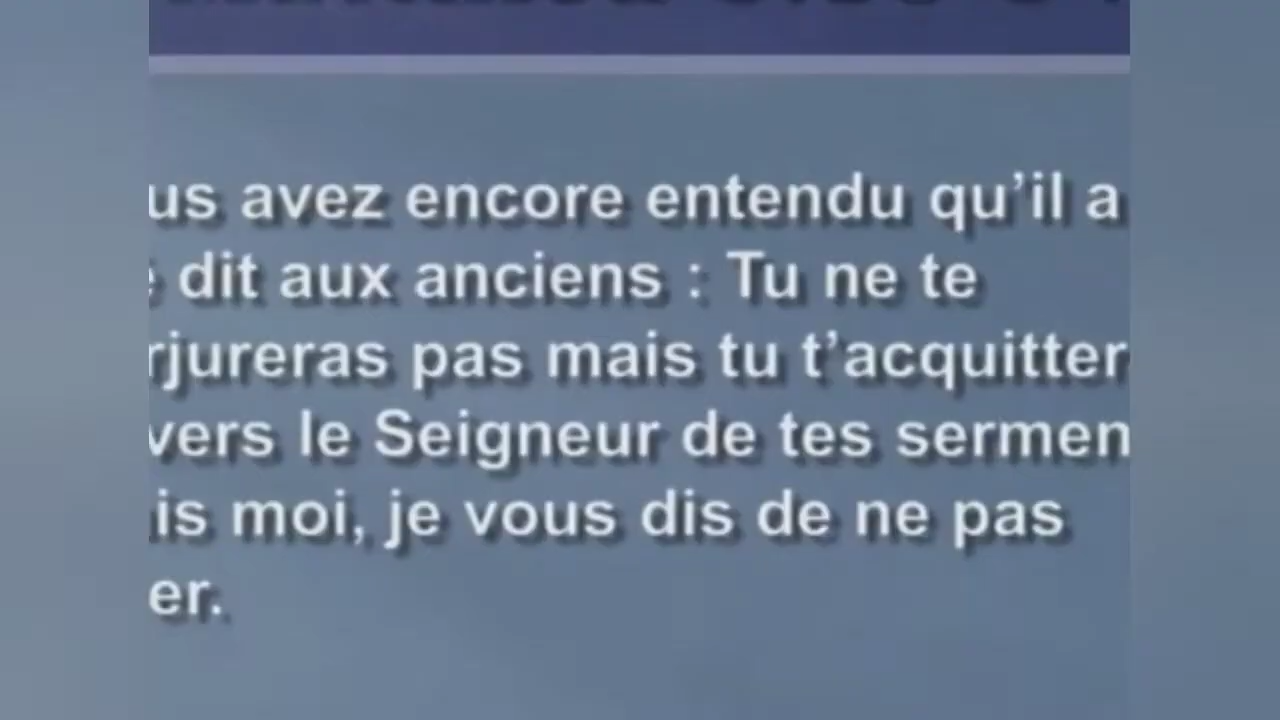 us avez encore entendu qu’il a
dit aux anciens : Tu ne te
rjureras pas mais tu t’acquitter
vers le Seigneur de tes sermen
is moi, je vous dis de ne pas
er.